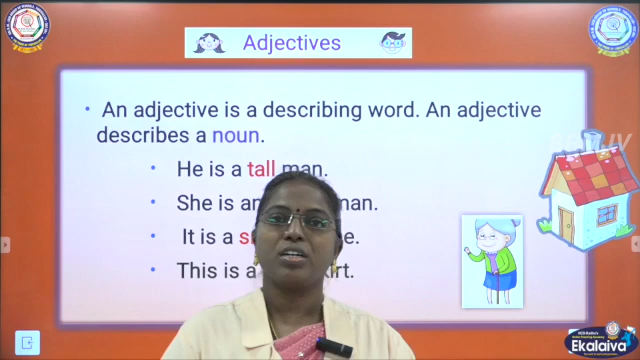 Adjectives
• An adjective is a describing word. An adjective
describes a noun.
• He is a tall man.
• She is an man.
• It is a
• This is a
Ekalaiva